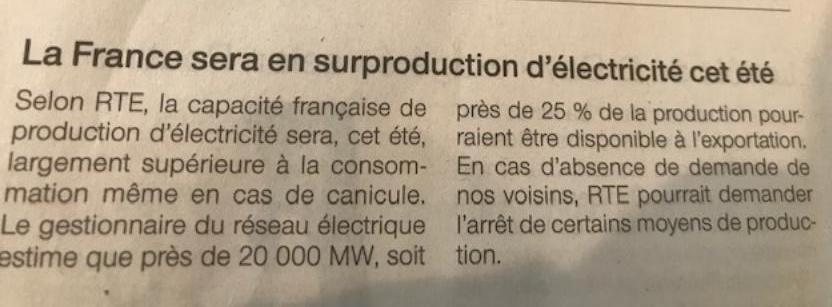 La France sera en surproduction d'électricité cet été
Selon RTE, la capacité française de
production d'électricité sera, cet été,
largement supérieure à la consom-
mation même en cas de canicule.
Le gestionnaire du réseau électrique
estime que près de 20 000 MW, soit
près de 25 % de la production pour-
raient être disponible à l'exportation.
En cas d'absence de demande de
nos voisins, RTE pourrait demander
l'arrêt de certains moyens de produc-
tion.